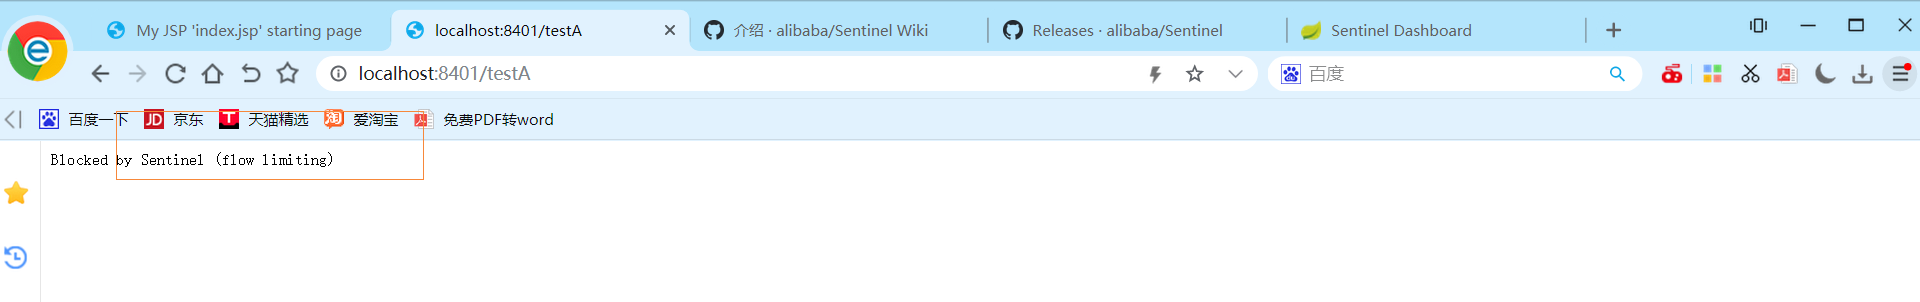 My JSP 'index.jsp' starting page
localhost:8401/testA
介绍 · alibaba/Sentinel Wiki
Releases · alibaba/Sentinel
Sentinel Dashboard
localhost:8401/testA
百度
百度一下
JD 京东
T 天猫精选
淘 爱淘宝
免费PDF转word
Blocked by Sentinel (flow limiting)